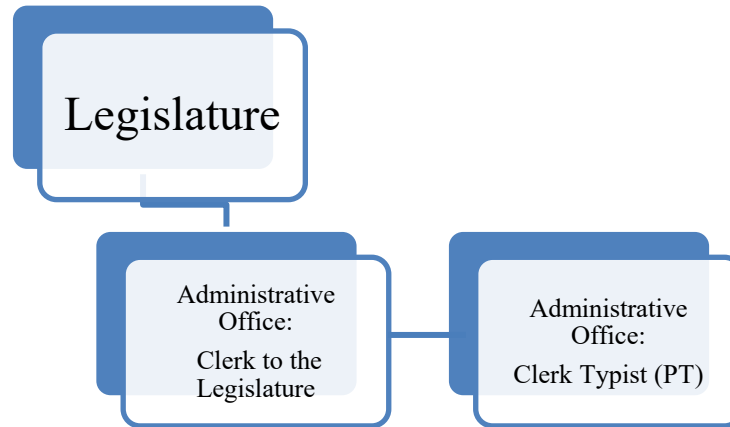 Legislature
Administrative
Office:
Clerk to the
Legislature
Administrative
Office:
Clerk Typist (PT)